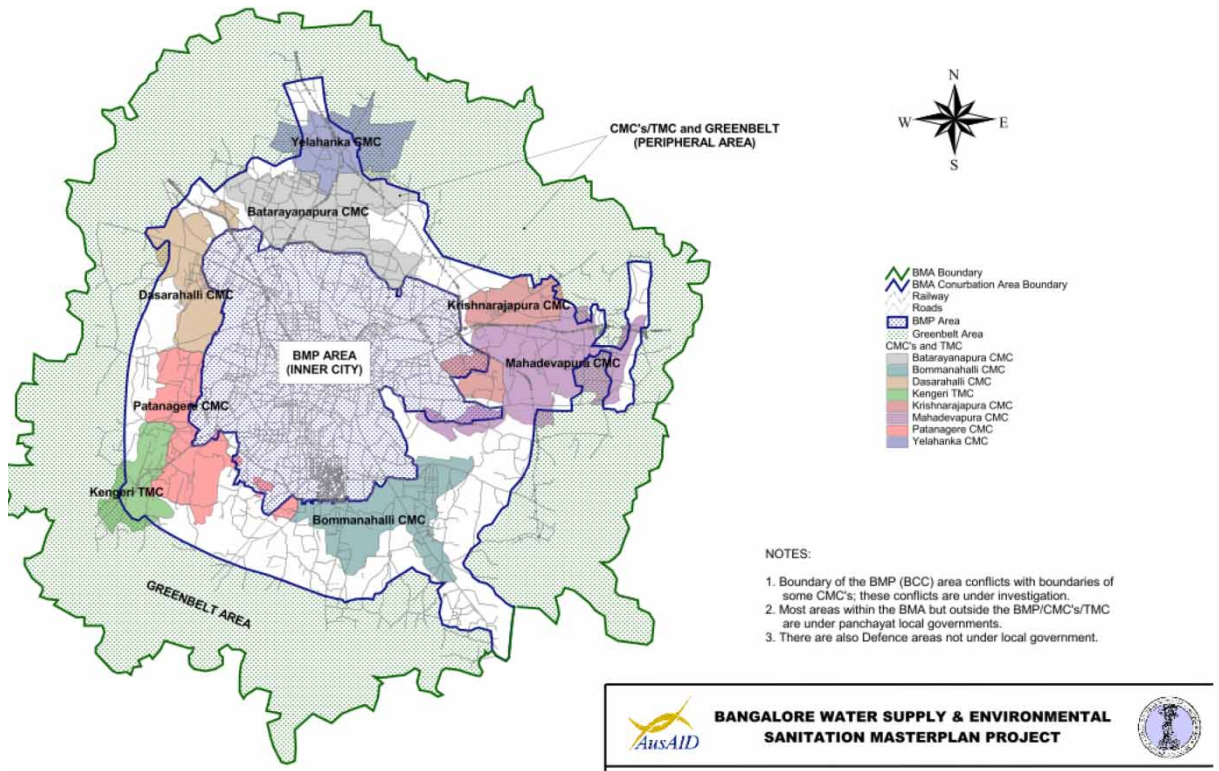 N
W
E
S
CMC's/TMC and GREENBELT
(PERIPHERAL AREA)
Yelahanka CMC
Batarayanapura CMC
Dasarahalli CMC
Krishnarajapura CMC
BMP AREA
(INNER CITY)
Mahadevapura CMC
Patanagere CMC
Kengeri TMC
Bommanahalli CMC
GREENBELT AREA
BMA Boundary
BMA Conurbation Area Boundary
Railway
Roads
BMP Area
Greenbelt Area
CMC's and TMC
Batarayanapura CMC
Bommanahalli CMC
Dasarahalli CMC
Kengeri TMC
Krishnarajapura CMC
Mahadevapura CMC
Patanagere CMC
Yelahanka CMC
NOTES:
1. Boundary of the BMP (BCC) area conflicts with boundaries of
some CMC's; these conflicts are under investigation.
2. Most areas within the BMA but outside the BMP/CMC's/TMC
are under panchayat local governments.
3. There are also Defence areas not under local government.
AusAID
BANGALORE WATER SUPPLY & ENVIRONMENTAL
SANITATION MASTERPLAN PROJECT